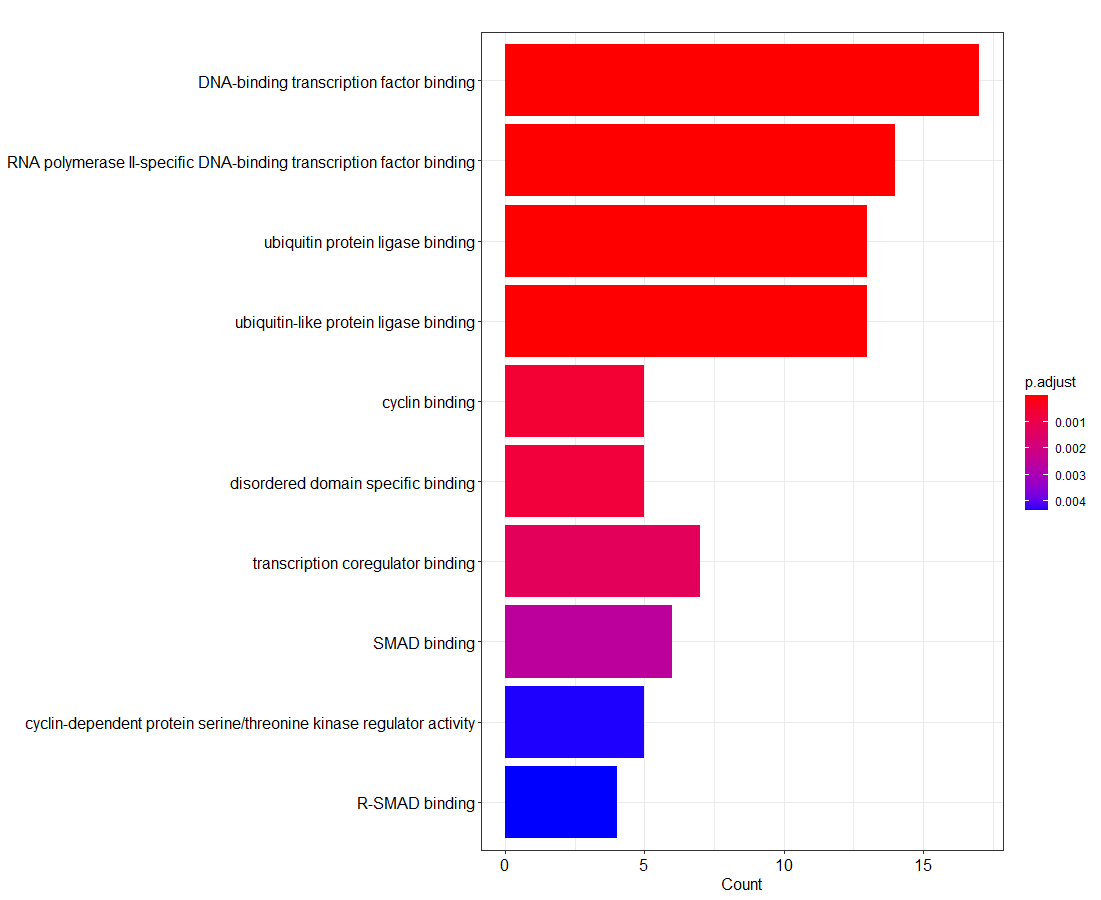 DNA-binding transcription factor binding
RNA polymerase II-specific DNA-binding transcription factor binding
ubiquitin protein ligase binding
ubiquitin-like protein ligase binding
cyclin binding
disordered domain specific binding
transcription coregulator binding
SMAD binding
cyclin-dependent protein serine/threonine kinase regulator activity
R-SMAD binding
0 5 10 15
Count
p.adjust
0.001
0.002
0.003
0.004